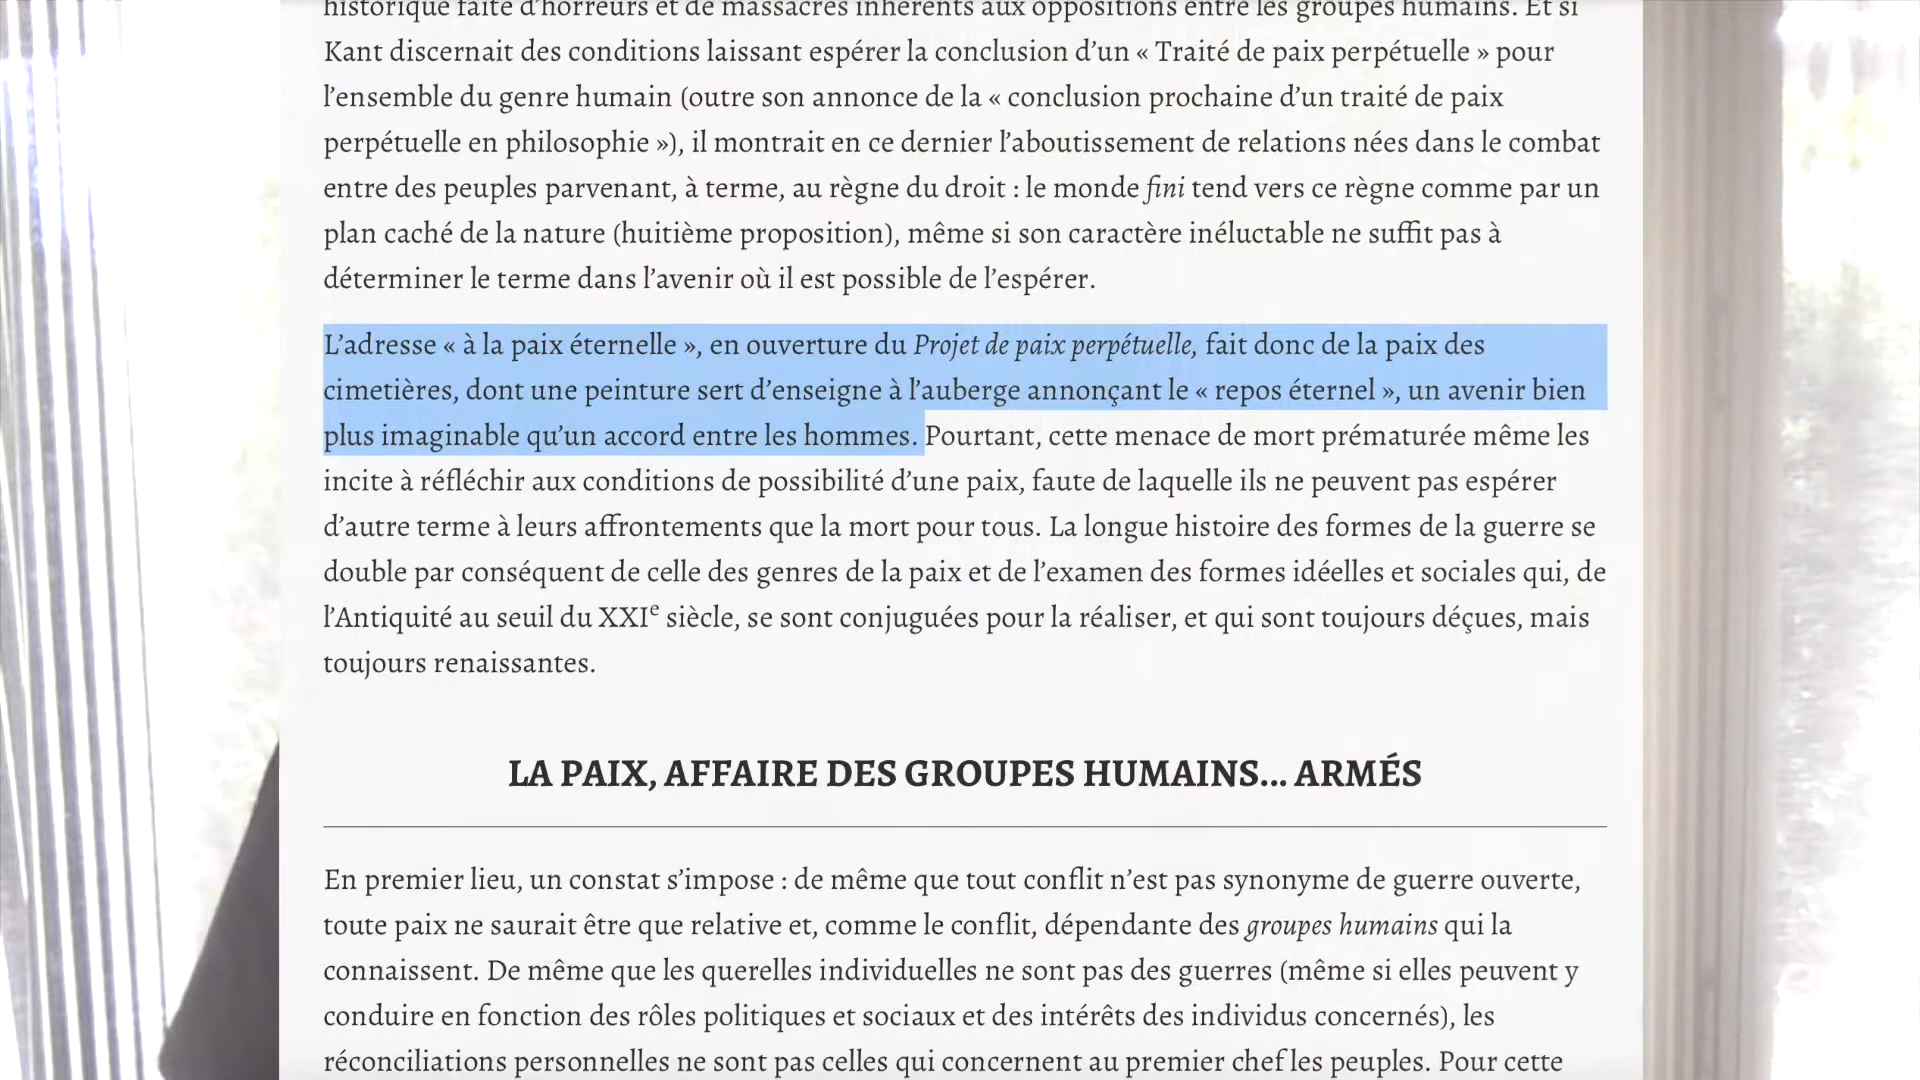 historique faite d’horreurs et de massacres inhérents aux oppositions entre les groupes humains. Et si
Kant discernait des conditions laissant espérer la conclusion d’un « Traité de paix perpétuelle » pour
l’ensemble du genre humain (outre son annonce de la « conclusion prochaine d’un traité de paix
perpétuelle en philosophie »), il montrait en ce dernier l’aboutissement de relations nées dans le combat
entre des peuples parvenant, à terme, au règne du droit : le monde fini tend vers ce règne comme par un
plan caché de la nature (huitième proposition), même si son caractère inéluctable ne suffit pas à
déterminer le terme dans l’avenir où il est possible de l’espérer.
L’adresse « à la paix éternelle », en ouverture du Projet de paix perpétuelle, fait donc de la paix des
cimetières, dont une peinture sert d’enseigne à l’auberge annonçant le « repos éternel », un avenir bien
plus imaginable qu’un accord entre les hommes. Pourtant, cette menace de mort prématurée même les
incite à réfléchir aux conditions de possibilité d’une paix, faute de laquelle ils ne peuvent pas espérer
d’autre terme à leurs affrontements que la mort pour tous. La longue histoire des formes de la guerre se
double par conséquent de celle des genres de la paix et de l’examen des formes idéelles et sociales qui, de
l’Antiquité au seuil du XXIe siècle, se sont conjuguées pour la réaliser, et qui sont toujours déçues, mais
toujours renaissantes.
LA PAIX, AFFAIRE DES GROUPES HUMAINS... ARMÉS
En premier lieu, un constat s’impose : de même que tout conflit n’est pas synonyme de guerre ouverte,
toute paix ne saurait être que relative et, comme le conflit, dépendante des groupes humains qui la
connaissent. De même que les querelles individuelles ne sont pas des guerres (même si elles peuvent y
conduire en fonction des rôles politiques et sociaux et des intérêts des individus concernés), les
réconciliations personnelles ne sont pas celles qui concernent au premier chef les peuples. Pour cette